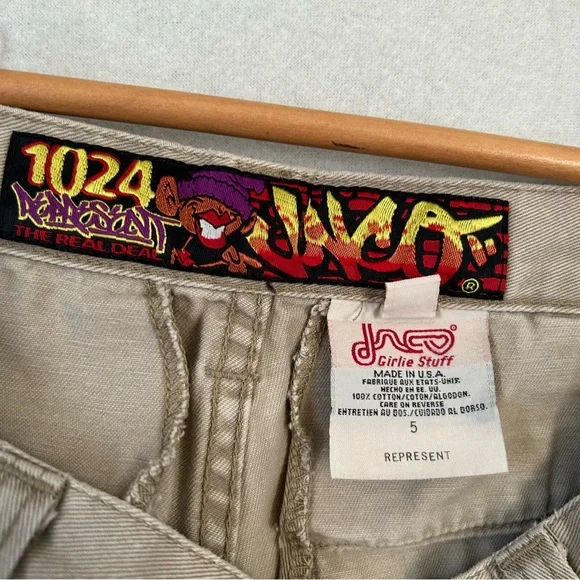 1024
REPRESENT
THE REAL DEAL
JNCO
®
JNCO®
Girlie Stuff
MADE IN U.S.A.
FABRIQUE AUX ETATS-UNIS.
HECHO EN EE. UU.
100% COTTON/COTON/ALGODON.
CARE ON REVERSE
ENTRETIEN AU DOS./CUIDADO AL DORSO.
5
REPRESENT